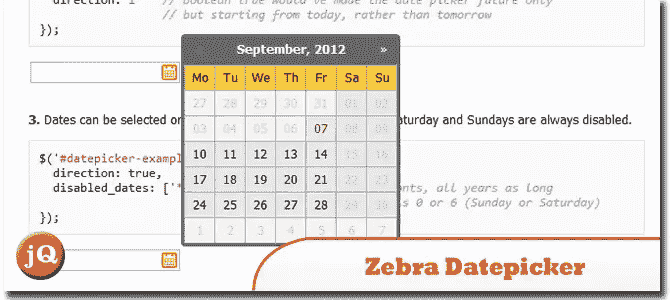 direction: 1 // boolean true would've made the date picker future only
// but starting from today, rather than tomorrow
});
September, 2012 »
Mo Tu We Th Fr Sa Su
27 28 29 30 31 01 02
03 04 05 06 07 08 09
10 11 12 13 14 15 16
17 18 19 20 21 22 23
24 25 26 27 28 29 30
1 2 3 4 5 6 7
3. Dates can be selected
aturday and Sundays are always disabled.
$('#datepicker-exampl
direction: true,
disabled_dates: ['*
nts, all years as long
s 0 or 6 (Sunday or Saturday)
});
jQ
Zebra Datepicker